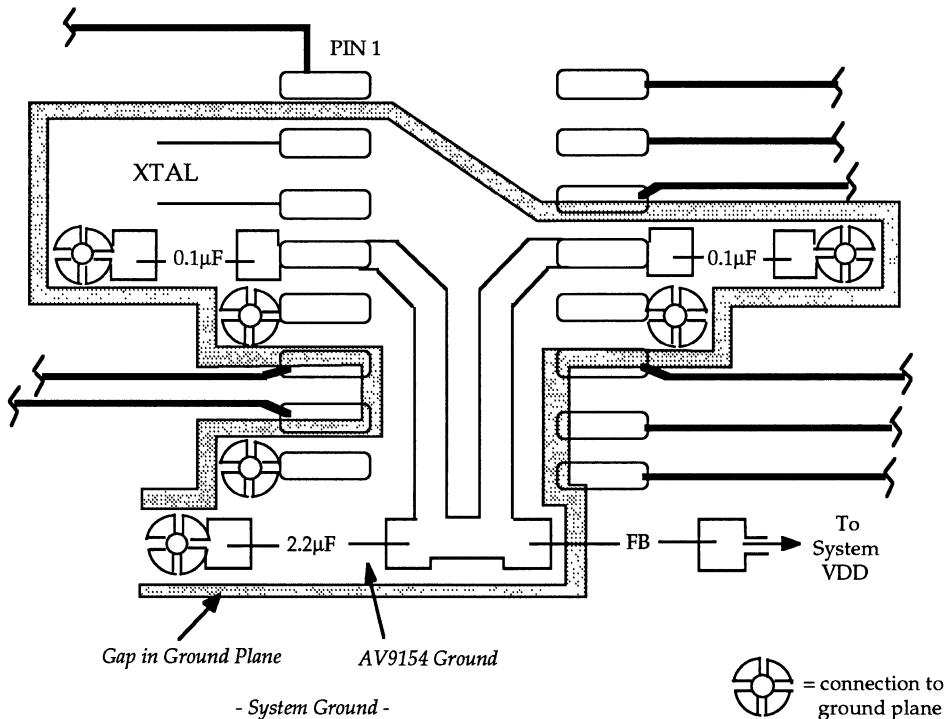 PIN 1
XTAL
0.1µF
0.1µF
2.2µF
FB
To
System
VDD
Gap in Ground Plane
AV9154 Ground
- System Ground -
= connection to
ground plane